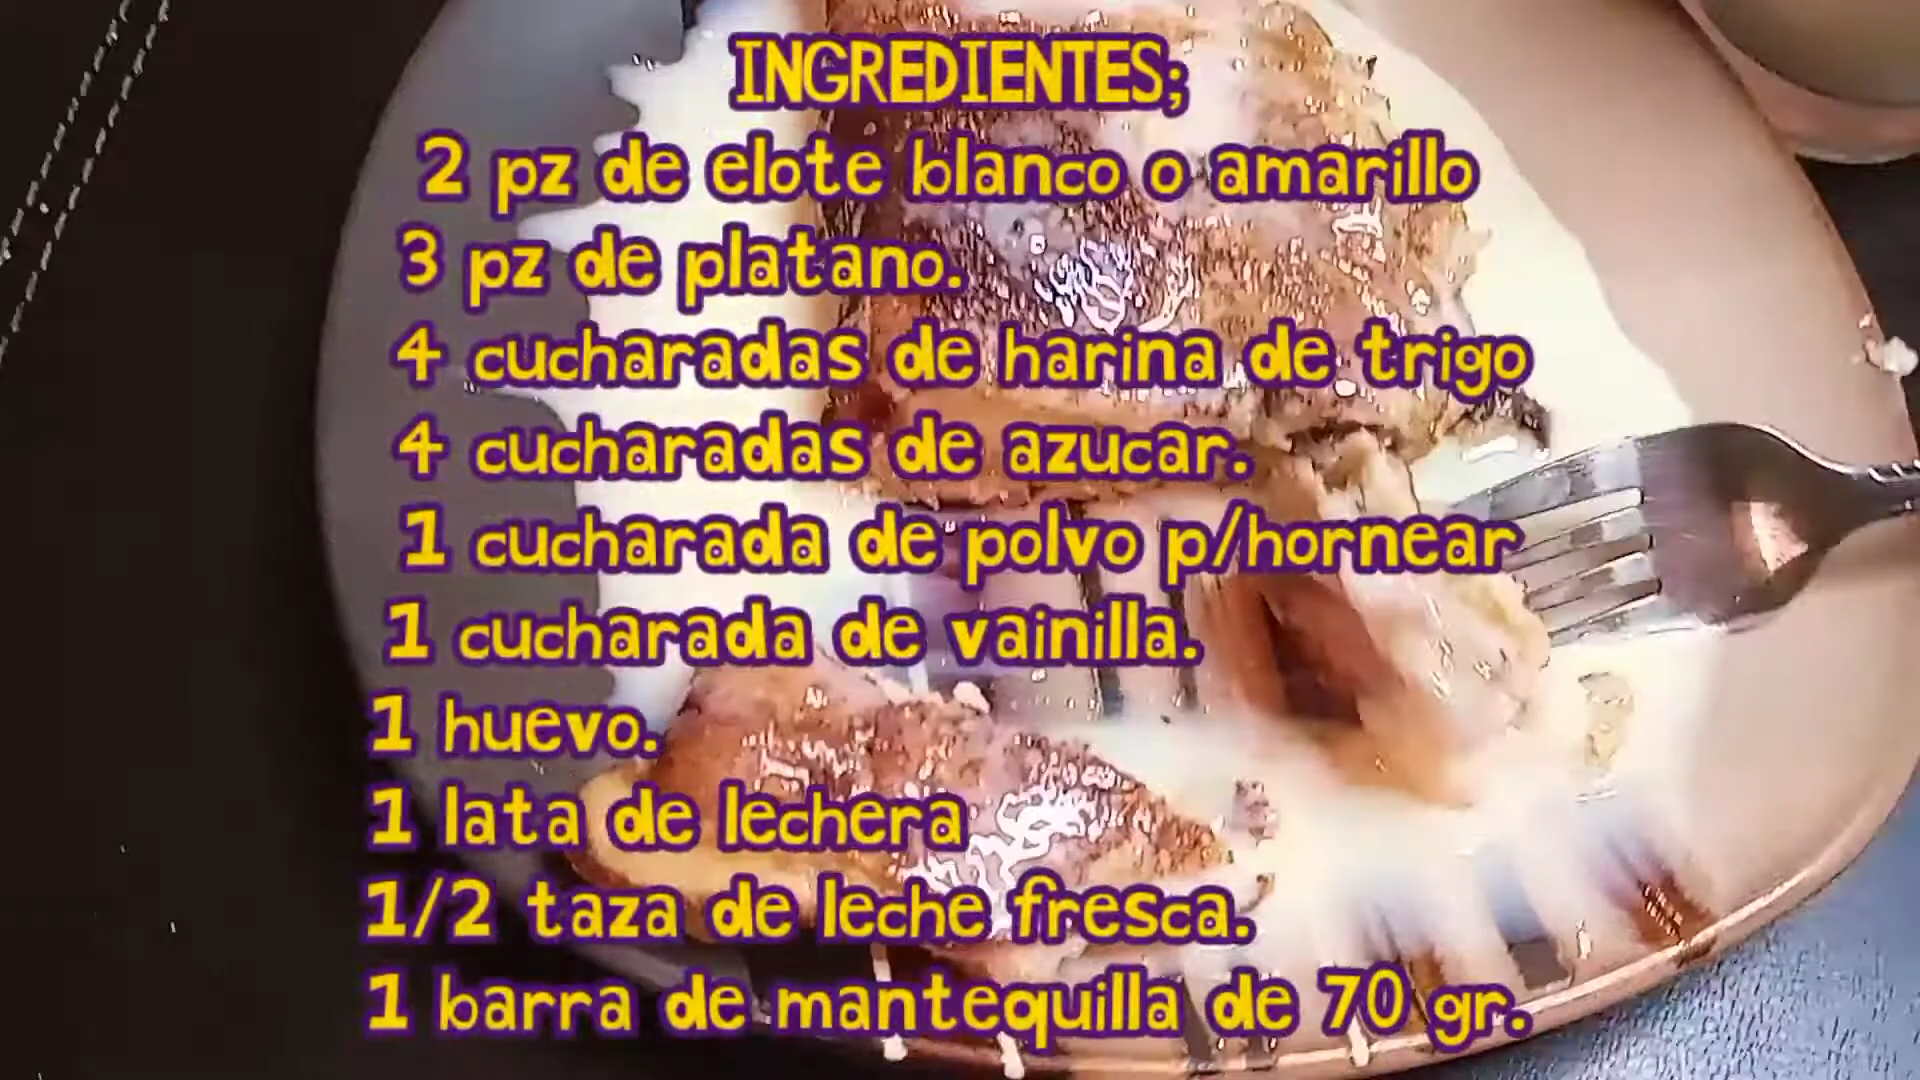 INGREDIENTES;
2 pz de elote blanco o amarillo
3 pz de platano.
4 cucharadas de harina de trigo
4 cucharadas de azucar.
1 cucharada de polvo p/hornear
1 cucharada de vainilla.
1 huevo.
1 lata de lechera
1/2 taza de leche fresca.
1 barra de mantequilla de 70 gr.